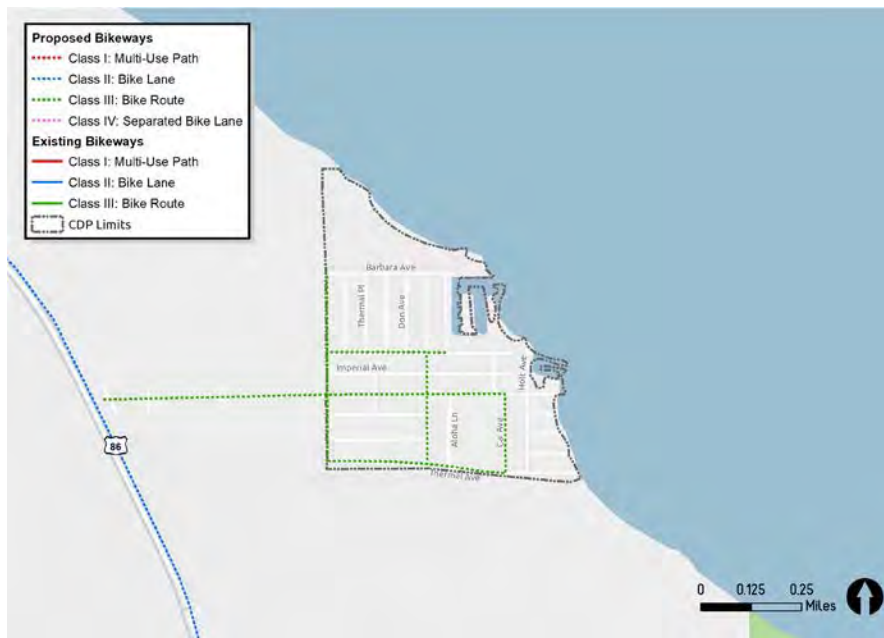 Proposed Bikeways
Class I: Multi-Use Path
Class II: Bike Lane
Class III: Bike Route
Class IV: Separated Bike Lane
Existing Bikeways
Class I: Multi-Use Path
Class II: Bike Lane
Class III: Bike Route
CDP Limits
Barbara Ave
Thermal Pl
Don Ave
Imperial Ave
Holt Ave
Aloha Ln
Car Ave
Thermal Ave
86
0 0.125 0.25
Miles